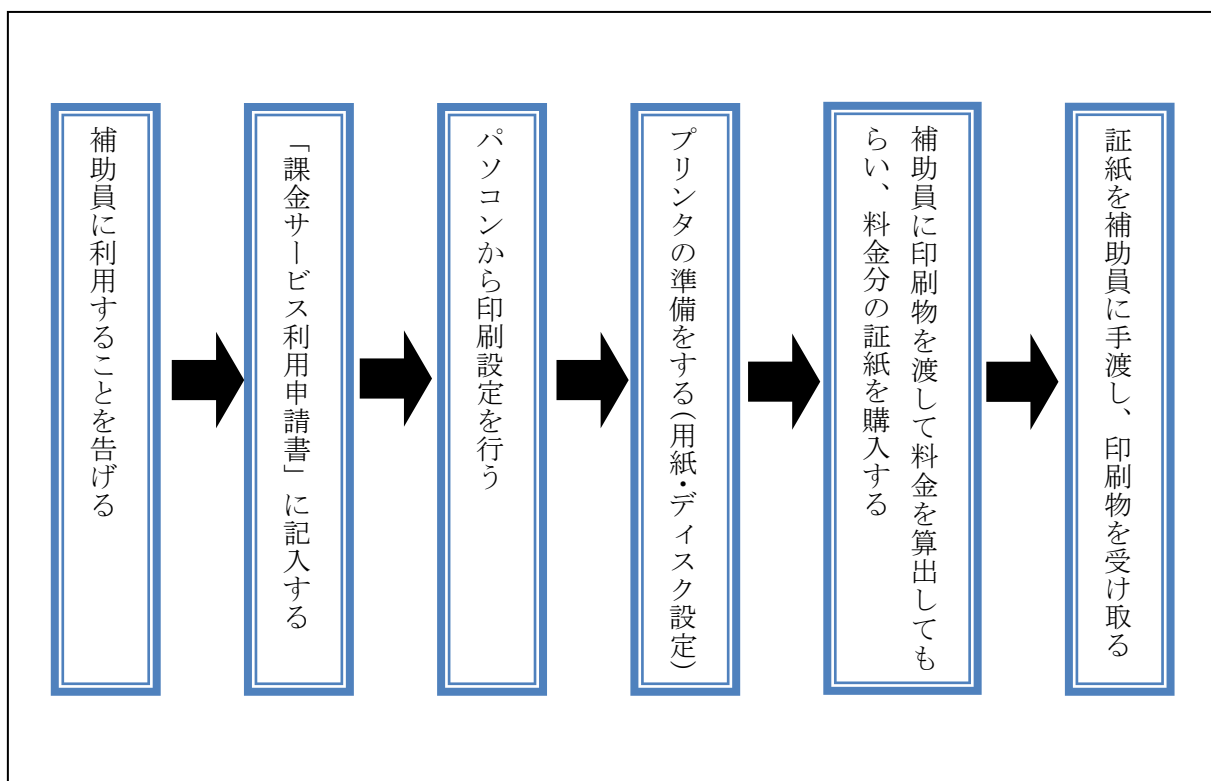 補助員に利用することを告げる
「課金サービス利用申請書」に記入する
パソコンから印刷設定を行う
プリンタの準備をする(用紙・ディスク設定)
補助員に印刷物を渡して料金を算出しても
らい、料金分の証紙を購入する
証紙を補助員に手渡し、印刷物を受け取る